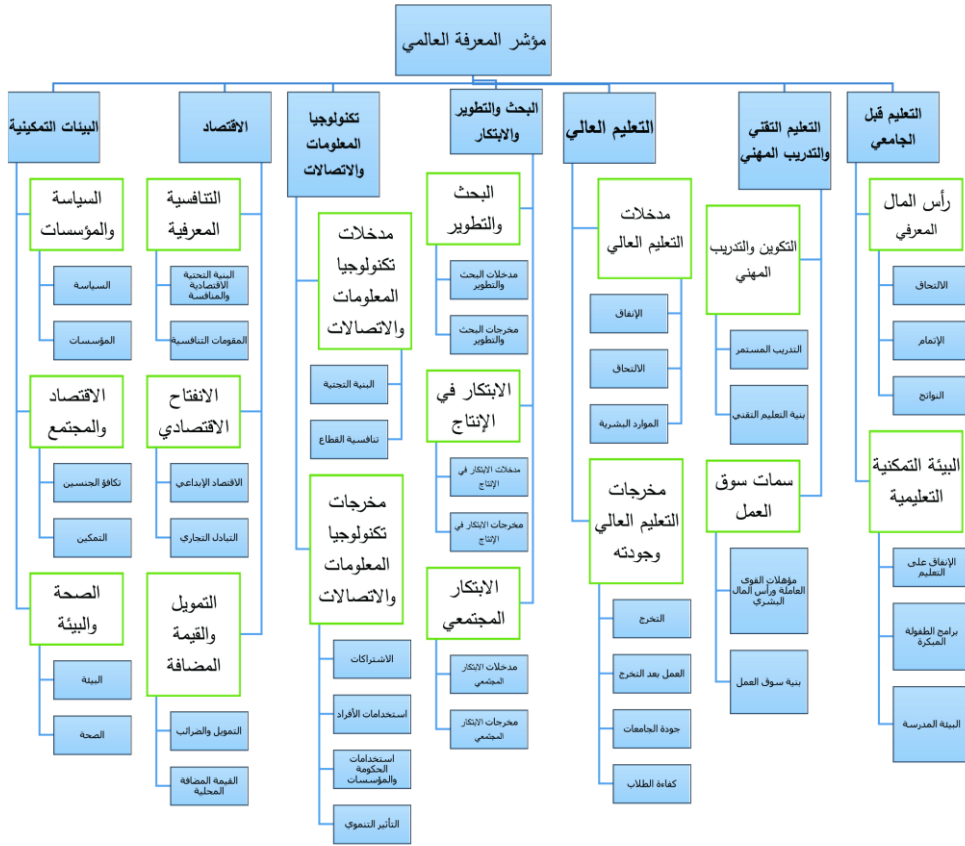 مؤشر المعرفة العالمي
التعليم قبل
الجامعي
رأس المال
المعرفي
الالتحاق
الإتمام
النواتج
البيئة التمكنية
التعليمية
الإنفاق على
التعليم
برامج الطفولة
المبكرة
البيئة المدرسة
التعليم التقني
والتدريب المهني
التكوين والتدريب
المهني
التدريب المستمر
بنية التعليم التقني
سمات سوق
العمل
مؤهلات القوى
العاملة ورأس المال
البشري
بنية سوق العمل
التعليم العالي
مدخلات
التعليم العالي
الإنفاق
الالتحاق
الموارد البشرية
مخرجات
التعليم العالي
وجودته
التخرج
العمل بعد التخرج
جودة الجامعات
كفاءة الطلاب
البحث والتطوير
والابتكار
البحث
والتطوير
مدخلات البحث
والتطوير
مخرجات البحث
والتطوير
الابتكار في
الإنتاج
مدخلات الابتكار في
الإنتاج
مخرجات الابتكار في
الإنتاج
الابتكار
المجتمعي
مدخلات الابتكار
المجتمعي
مخرجات الابتكار
المجتمعي
تكنولوجيا
المعلومات
والاتصالات
مدخلات
تكنولوجيا
المعلومات
والاتصالات
البنية التحتية
تنافسية القطاع
مخرجات
تكنولوجيا
المعلومات
والاتصالات
الاشتراكات
استخدامات الأفراد
استخدامات
الحكومة
والمؤسسات
التأثير التنموي
الاقتصاد
التنافسية
المعرفية
البنية التحتية
الاقتصادية
والمنافسة
المقومات التنافسية
الانفتاح
الاقتصادي
الاقتصاد الإبداعي
التبادل التجاري
التمويل
والقيمة
المضافة
التمويل والضرائب
القيمة المضافة
المحلية
البيئات التمكينية
السياسة
والمؤسسات
السياسة
المؤسسات
الاقتصاد
والمجتمع
تكافؤ الجنسين
التمكين
الصحة
والبيئة
البيئة
الصحة